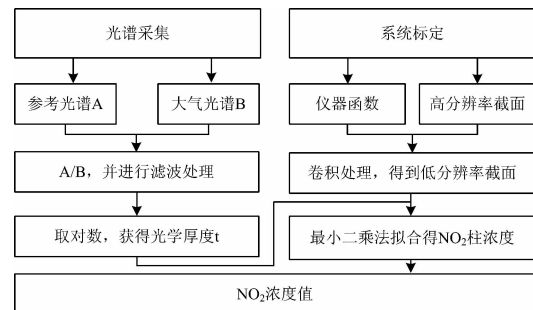 光谱采集
系统标定
参考光谱A
大气光谱B
仪器函数
高分辨率截面
A/B，并进行滤波处理
卷积处理，得到低分辨率截面
取对数，获得光学厚度t
最小二乘法拟合得NO₂柱浓度
NO₂浓度值